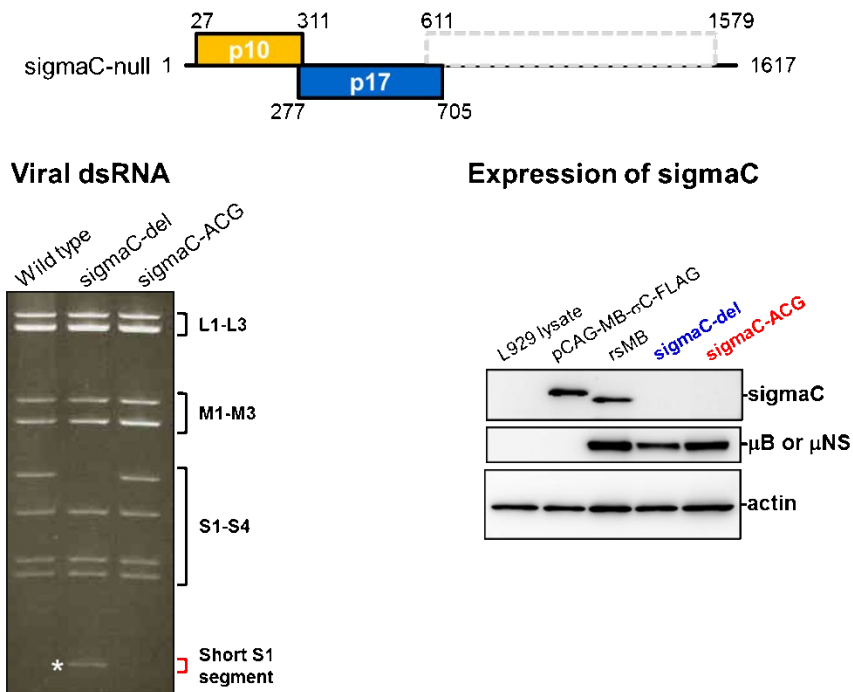 27 311 611 1579
p10
sigmaC-null 1 1617
p17
277 705
Viral dsRNA
Wild type
sigmaC-del
sigmaC-ACG
L1-L3
M1-M3
S1-S4
*
Short S1
segment
Expression of sigmaC
L929 lysate
pCAG-MB-σC-FLAG
rsMB
sigmaC-del
sigmaC-ACG
-sigmaC
-μB or μNS
-actin